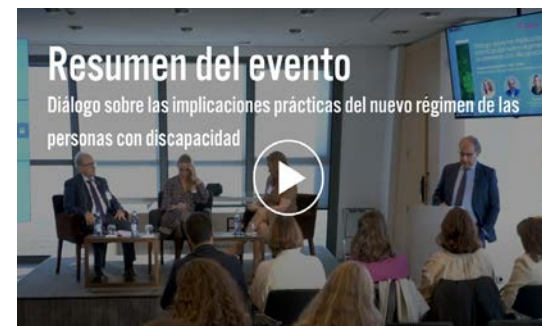 Resumen del evento
Diálogo sobre las implicaciones prácticas del nuevo régimen de las
personas con discapacidad